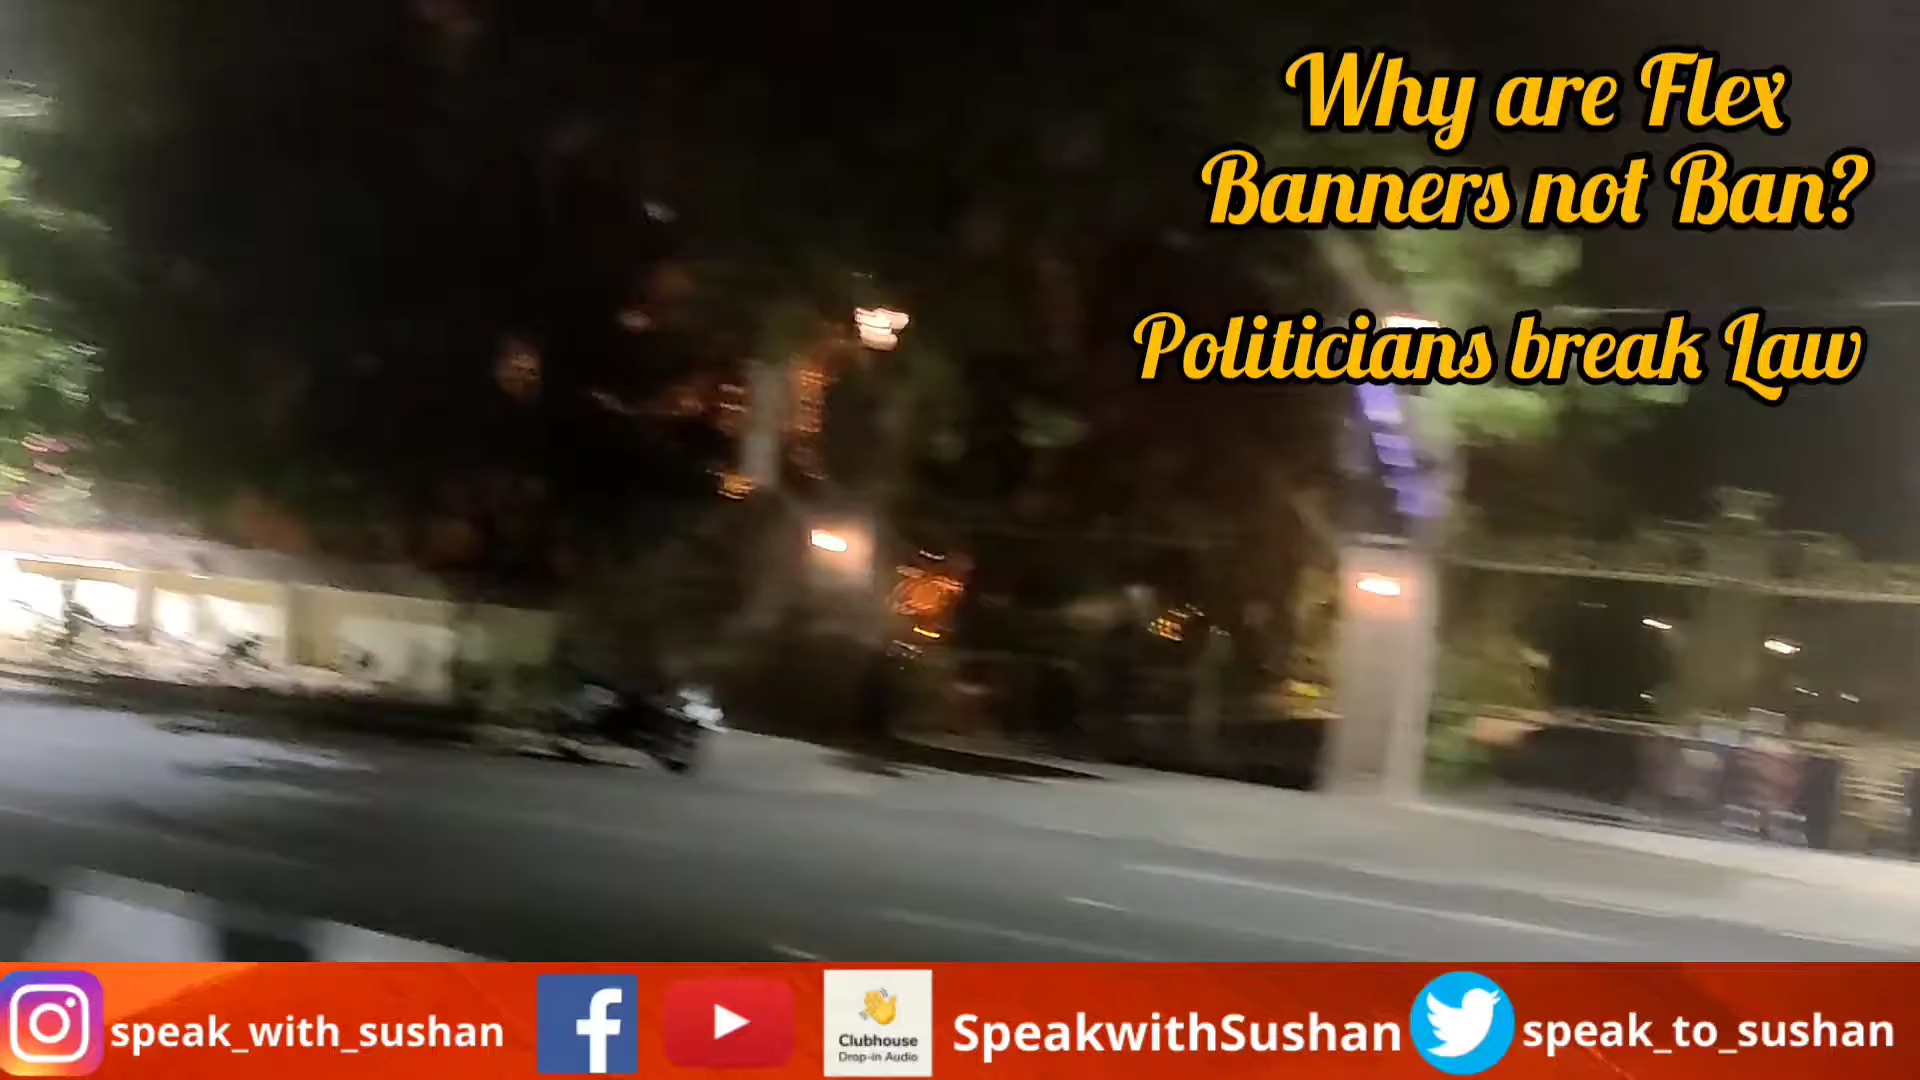 Why are Flex
Banners not Ban?
Politicians break Law
speak_with_sushan
Clubhouse
Drop-in Audio
SpeakwithSushan
speak_to_sushan